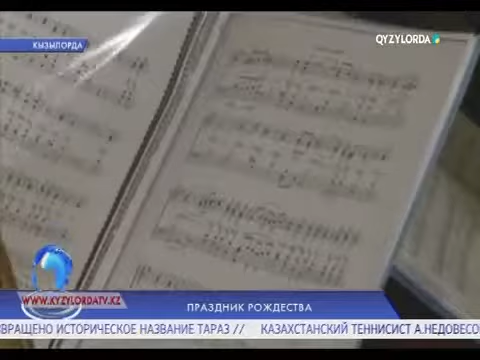 КЫЗЫЛОРДА
QYZYLORDA
WWW.KYZYLORDATV.KZ
ПРАЗДНИК РОЖДЕСТВА
ВРАЩЕНО ИСТОРИЧЕСКОЕ НАЗВАНИЕ ТАРАЗ // КАЗАХСТАНСКИЙ ТЕННИСИСТ А.НЕДОВЕСО